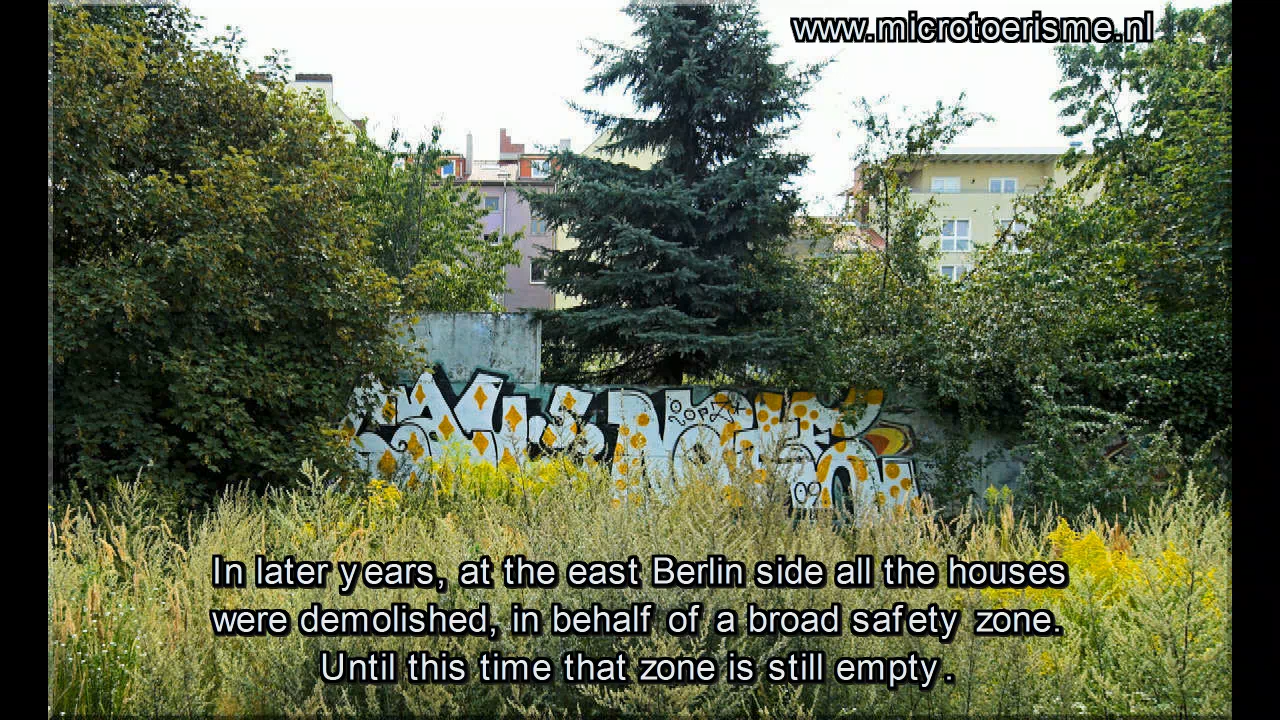 www.microtoerisme.nl
09
In later years, at the east Berlin side all the houses
were demolished, in behalf of a broad safety zone.
Until this time that zone is still empty.